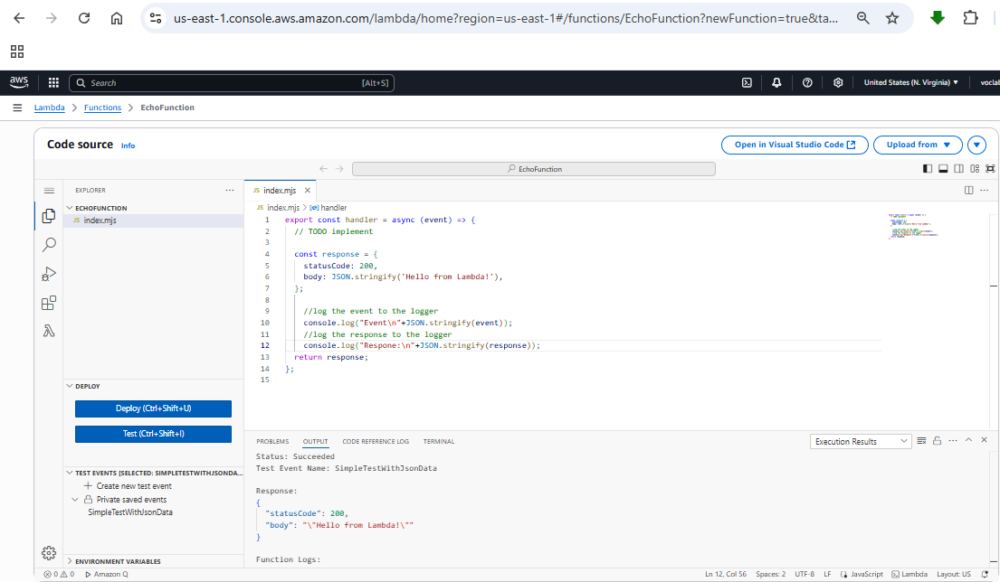 us-east-1.console.aws.amazon.com/lambda/home?region=us-east-1#/functions/EchoFunction?newFunction=true&ta...
aws
Search [Alt+S]
United States (N. Virginia) ▼
voclab
Lambda > Functions > EchoFunction
Code source Info
Open in Visual Studio Code
Upload from ▼
EchoFunction
EXPLORER ...
ECHOFUNCTION
JS index.mjs
JS index.mjs ×
JS index.mjs > handler
1 export const handler = async (event) => {
2 // TODO implement
3
4 const response = {
5 statusCode: 200,
6 body: JSON.stringify('Hello from Lambda!'),
7 };
8
9 //log the event to the logger
10 console.log("Event\n"+JSON.stringify(event));
11 //log the response to the logger
12 console.log("Respone:\n"+JSON.stringify(response));
13 return response;
14 };
15
DEPLOY
Deploy (Ctrl+Shift+U)
Test (Ctrl+Shift+I)
TEST EVENTS [SELECTED: SIMPLETESTWITHJSONDA...
Create new test event
Private saved events
SimpleTestWithJsonData
ENVIRONMENT VARIABLES
PROBLEMS OUTPUT CODE REFERENCE LOG TERMINAL
Execution Results
Status: Succeeded
Test Event Name: SimpleTestWithJsonData
Response:
{
"statusCode": 200,
"body": "\"Hello from Lambda!\""
}
Function Logs:
0 0 Amazon Q
Ln 12, Col 56 Spaces: 2 UTF-8 LF JavaScript Lambda Layout: US